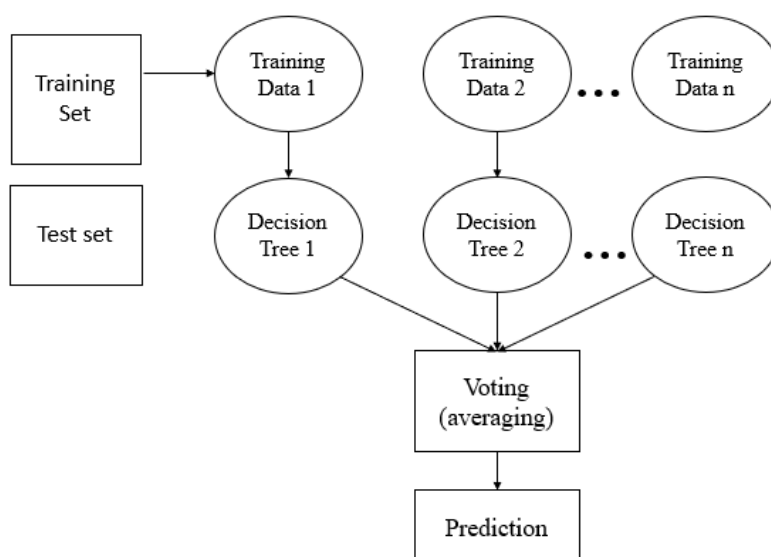 Training
Set
Training
Data 1
Training
Data 2
Training
Data n
Test set
Decision
Tree 1
Decision
Tree 2
Decision
Tree n
Voting
(averaging)
Prediction